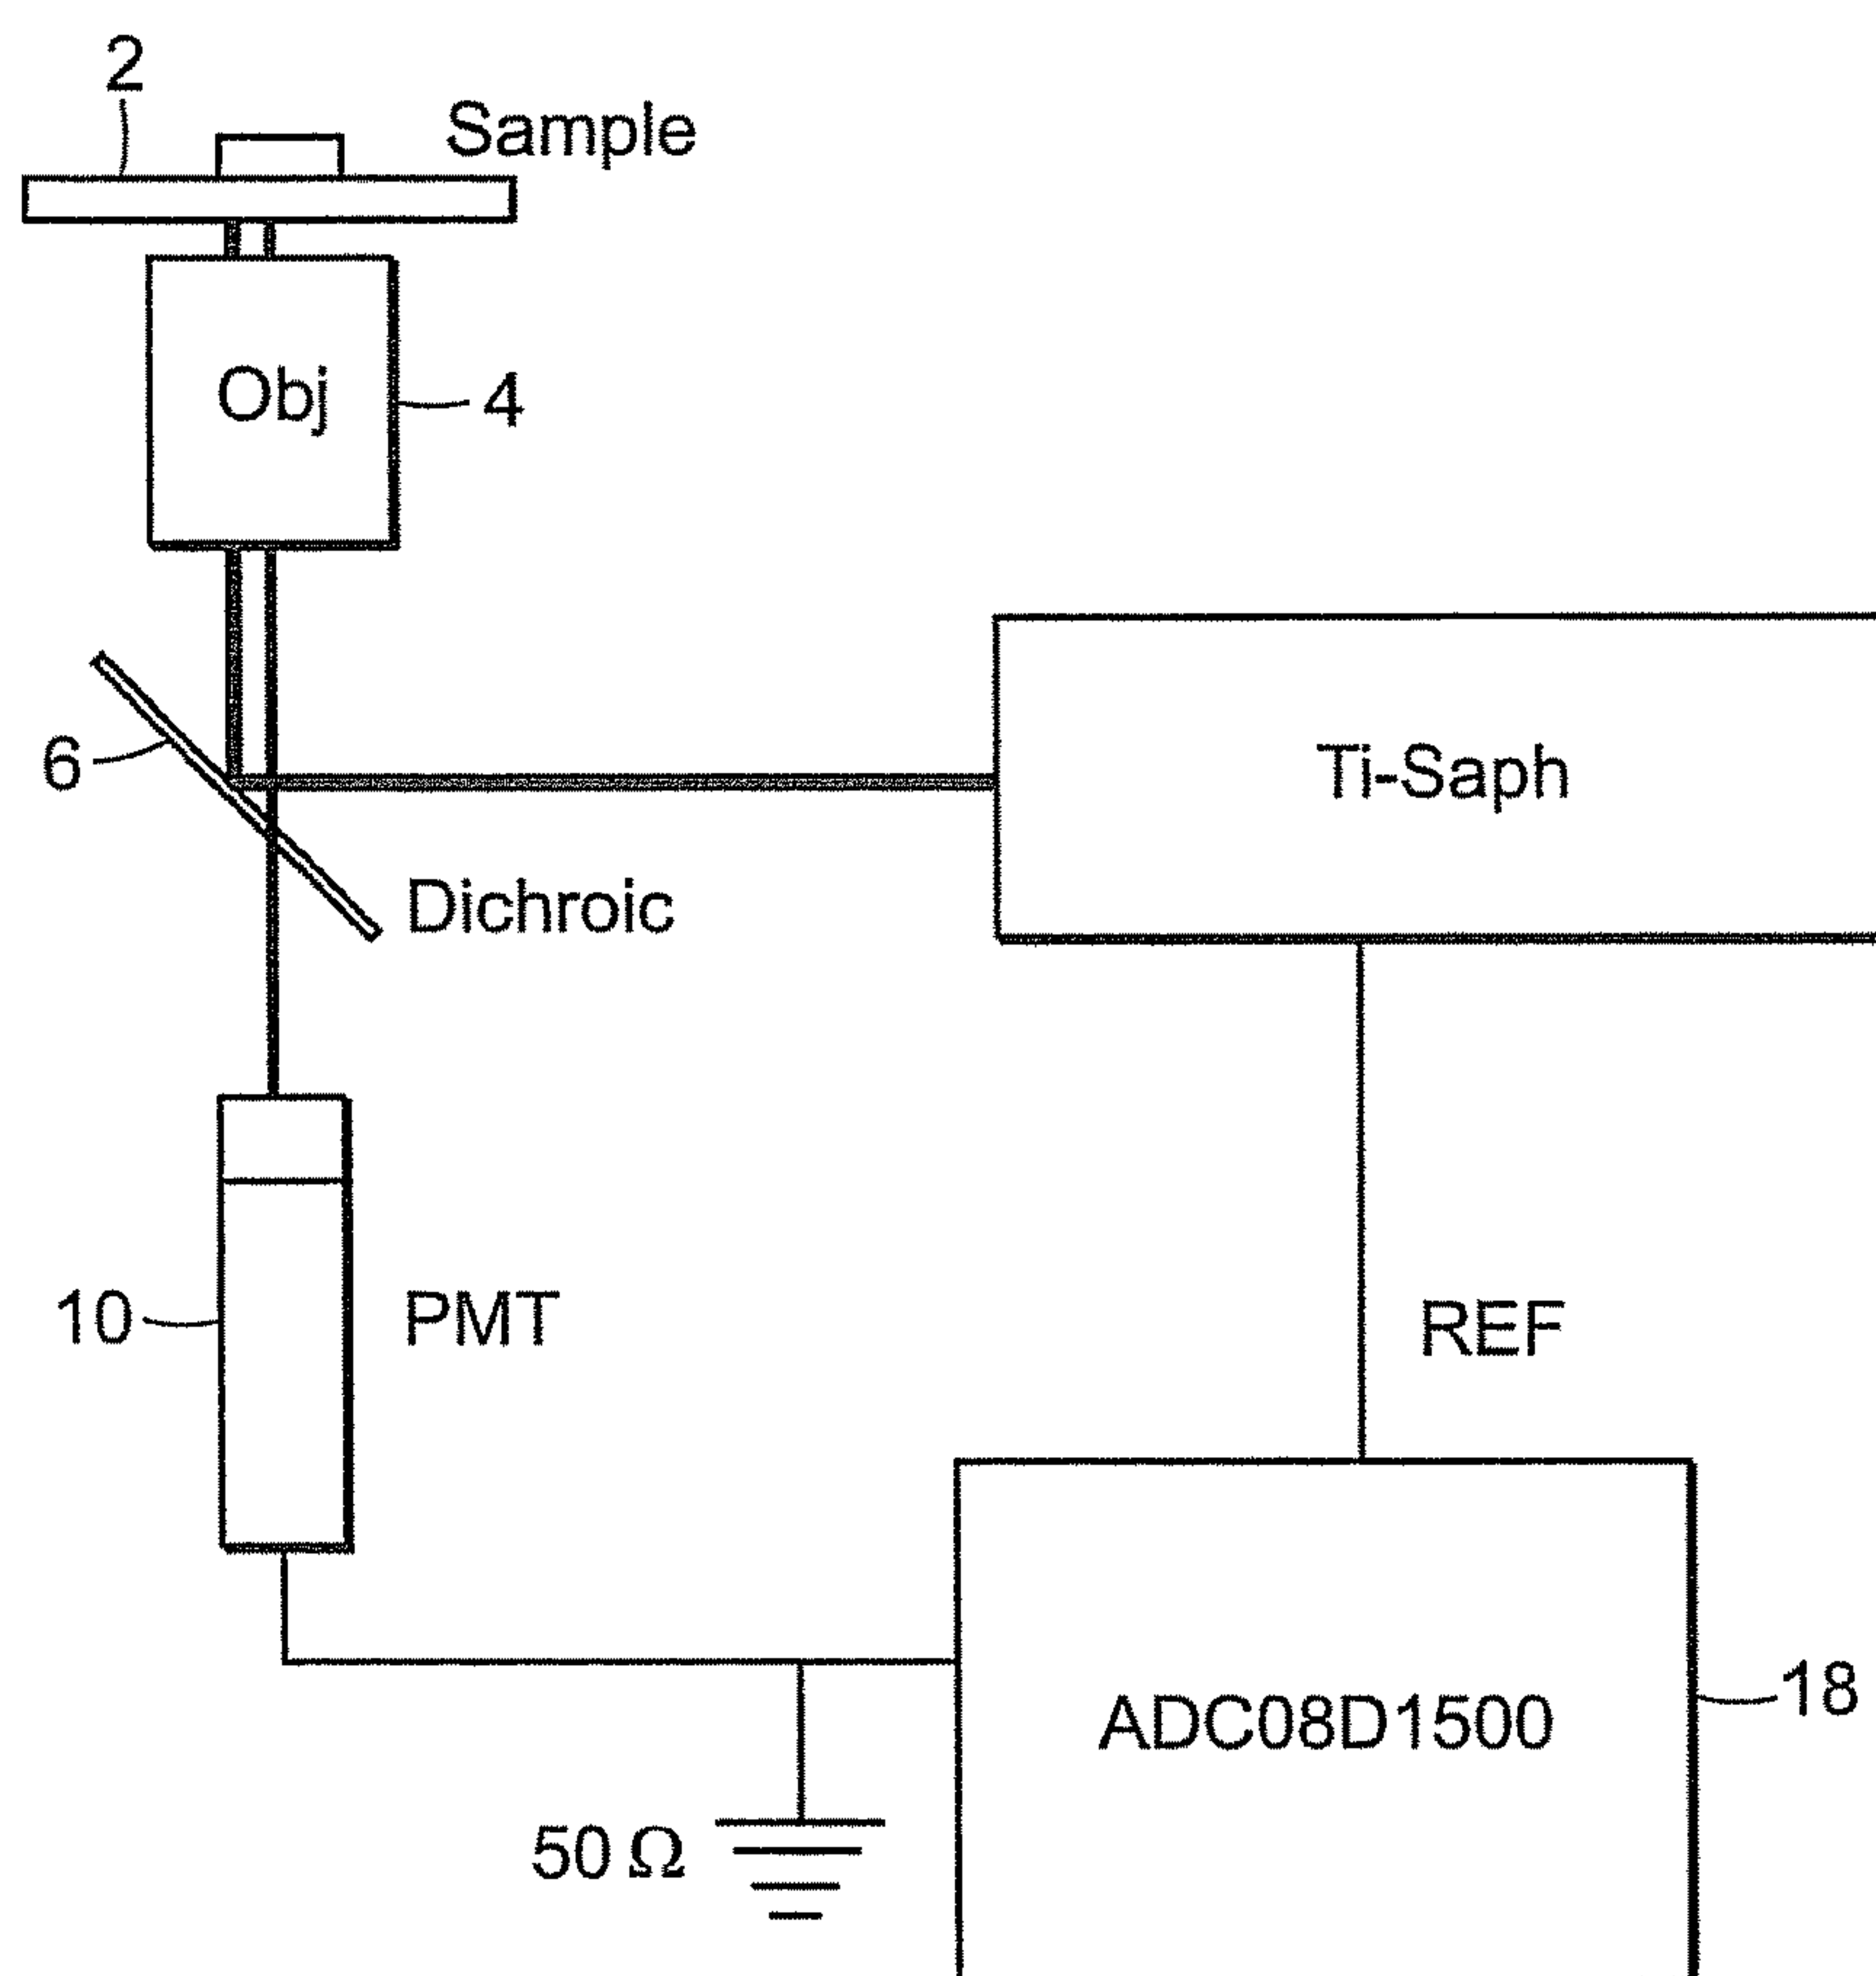 2
Sample
Obj
4
6
Ti-Saph
Dichroic
10
PMT
REF
ADC08D1500
18
50 Ω